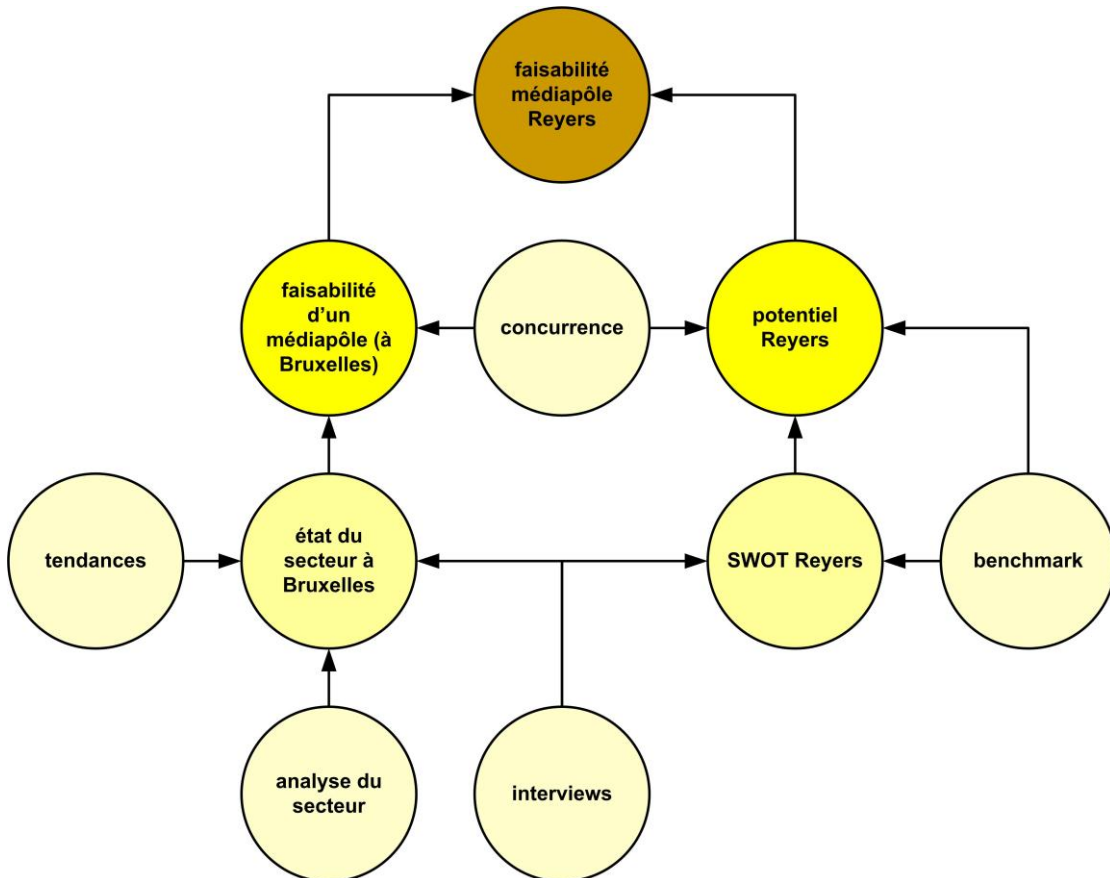 faisabilité
médiapôle
Reyers
faisabilité
d'un
médiapôle (à
Bruxelles)
concurrence
potentiel
Reyers
tendances
état du
secteur à
Bruxelles
SWOT Reyers
benchmark
analyse du
secteur
interviews